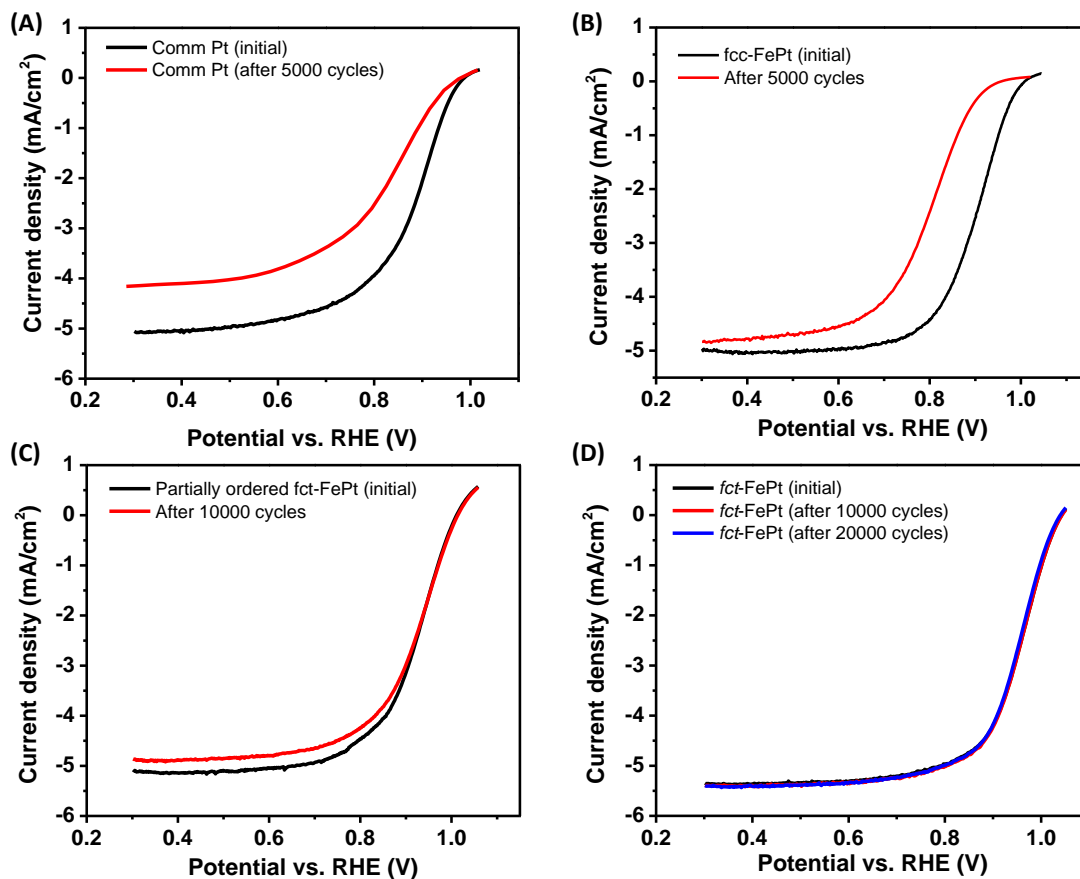 (A)
Comm Pt (initial)
Comm Pt (after 5000 cycles)
1
0
-1
-2
-3
-4
-5
-6
Current density (mA/cm²)
0.2 0.4 0.6 0.8 1.0
Potential vs. RHE (V)
(B)
fcc-FePt (initial)
After 5000 cycles
1
0
-1
-2
-3
-4
-5
Current density (mA/cm²)
0.2 0.4 0.6 0.8 1.0
Potential vs. RHE (V)
(C)
Partially ordered fct-FePt (initial)
After 10000 cycles
1
0
-1
-2
-3
-4
-5
-6
Current density (mA/cm²)
0.2 0.4 0.6 0.8 1.0
Potential vs. RHE (V)
(D)
fct-FePt (initial)
fct-FePt (after 10000 cycles)
fct-FePt (after 20000 cycles)
1
0
-1
-2
-3
-4
-5
-6
Current density (mA/cm²)
0.2 0.4 0.6 0.8 1.0
Potential vs. RHE (V)